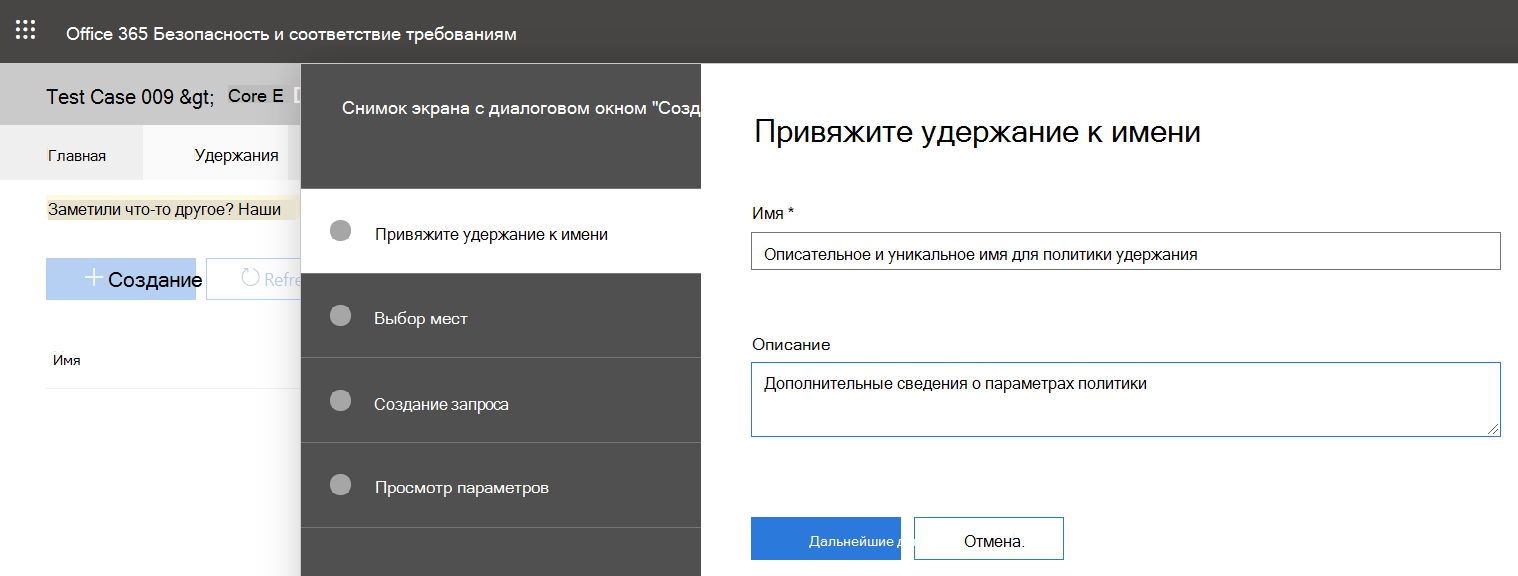 Office 365 Безопасность и соответствие требованиям
Test Case 009 &gt; Core E
Снимок экрана с диалоговом окном "Созд
Привяжите удержание к имени
Главная
Удержания
Заметили что-то другое? Наши
Создание
Имя
Привяжите удержание к имени
Выбор мест
Создание запроса
Просмотр параметров
Имя *
Описательное и уникальное имя для политики удержания
Описание
Дополнительные сведения о параметрах политики
Дальнейшие
Отмена.